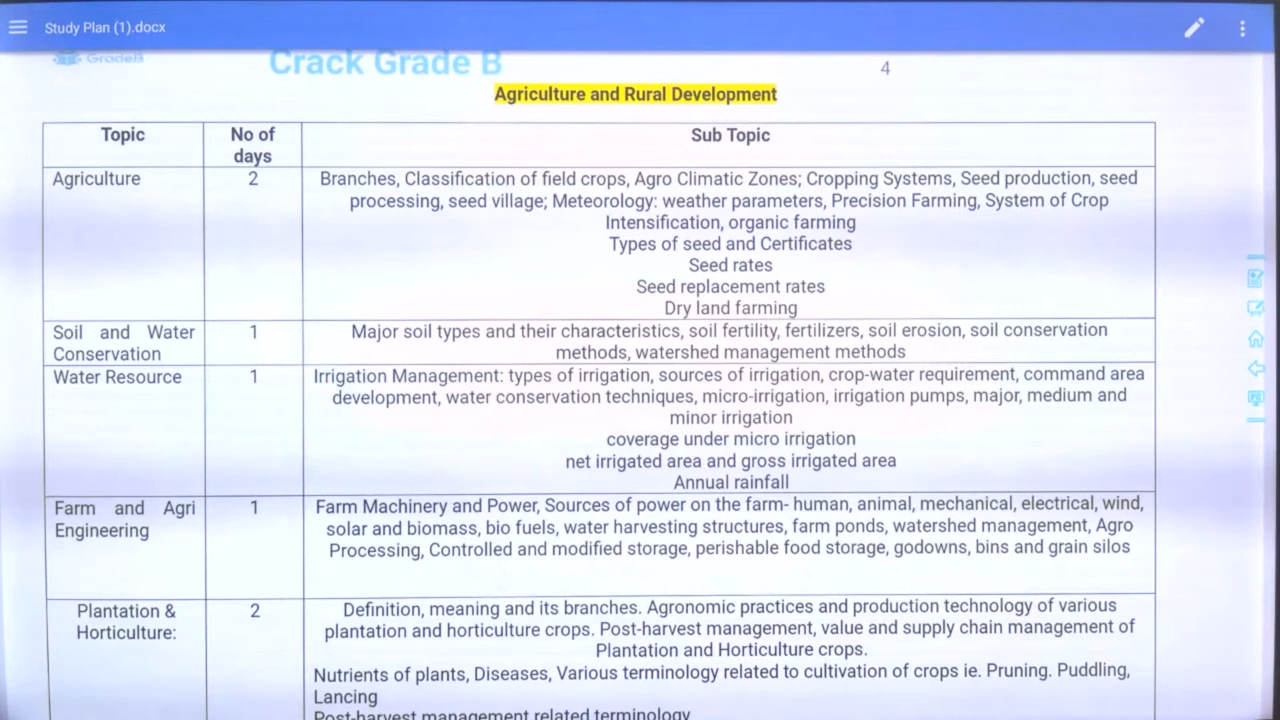 Study Plan (1).docx
GradeB
Crack Grade B
4
Agriculture and Rural Development
Topic
No of
days
Sub Topic
Agriculture
2
Branches, Classification of field crops, Agro Climatic Zones; Cropping Systems, Seed production, seed
processing, seed village; Meteorology: weather parameters, Precision Farming, System of Crop
Intensification, organic farming
Types of seed and Certificates
Seed rates
Seed replacement rates
Dry land farming
Soil and Water
Conservation
1
Major soil types and their characteristics, soil fertility, fertilizers, soil erosion, soil conservation
methods, watershed management methods
Water Resource
1
Irrigation Management: types of irrigation, sources of irrigation, crop-water requirement, command area
development, water conservation techniques, micro-irrigation, irrigation pumps, major, medium and
minor irrigation
coverage under micro irrigation
net irrigated area and gross irrigated area
Annual rainfall
Farm and Agri
Engineering
1
Farm Machinery and Power, Sources of power on the farm- human, animal, mechanical, electrical, wind,
solar and biomass, bio fuels, water harvesting structures, farm ponds, watershed management, Agro
Processing, Controlled and modified storage, perishable food storage, godowns, bins and grain silos
Plantation &
Horticulture:
2
Definition, meaning and its branches. Agronomic practices and production technology of various
plantation and horticulture crops. Post-harvest management, value and supply chain management of
Plantation and Horticulture crops.
Nutrients of plants, Diseases, Various terminology related to cultivation of crops ie. Pruning. Puddling,
Lancing
Post-harvest management related terminology